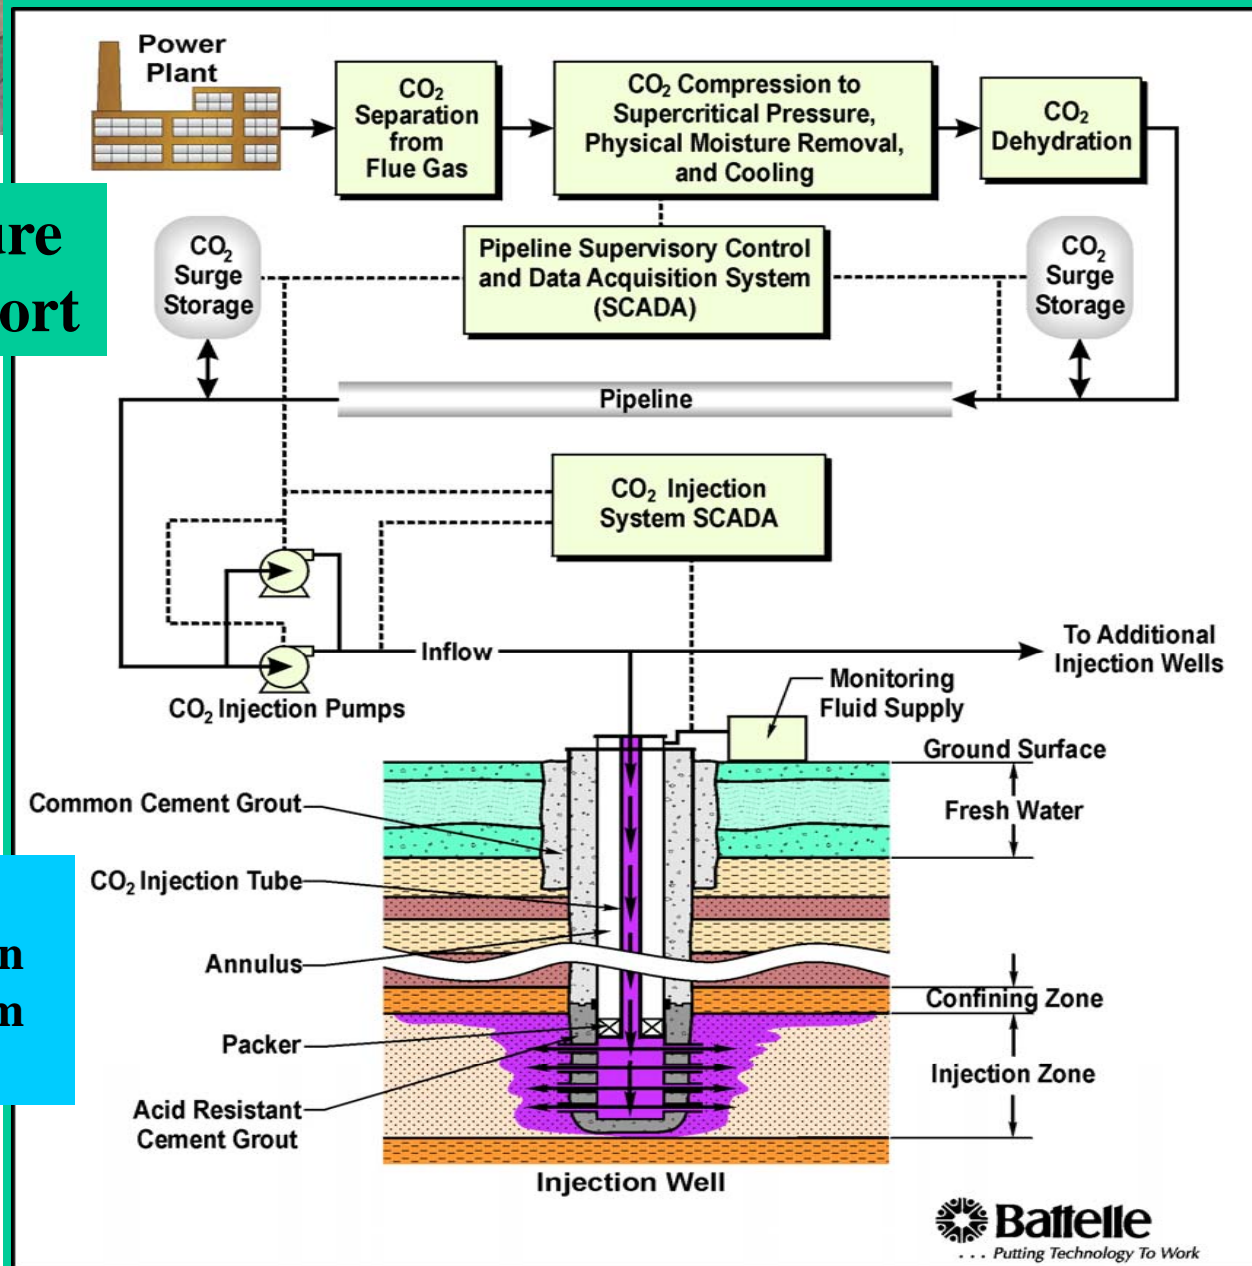 Power
Plant
CO₂
Separation
from
Flue Gas
CO₂ Compression to
Supercritical Pressure,
Physical Moisture Removal,
and Cooling
CO₂
Dehydration
ort
CO₂
Surge
Storage
Pipeline Supervisory Control
and Data Acquisition System
(SCADA)
CO₂
Surge
Storage
Pipeline
CO₂ Injection
System SCADA
Inflow
To Additional
Injection Wells
CO₂ Injection Pumps
Monitoring
Fluid Supply
Ground Surface
Common Cement Grout
Fresh Water
CO₂ Injection Tube
Annulus
Confining Zone
Packer
Injection Zone
Acid Resistant
Cement Grout
Injection Well
Battelle
. . . Putting Technology To Work